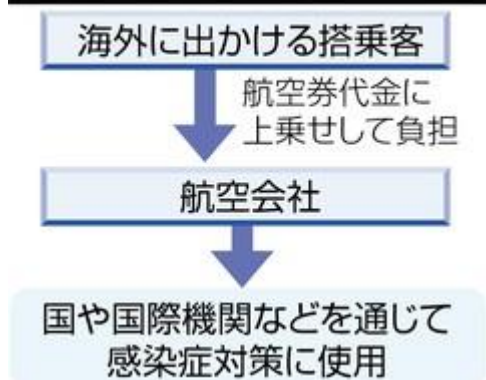 海外に出かける搭乗客
航空券代金に
上乗せして負担
航空会社
国や国際機関などを通じて
感染症対策に使用